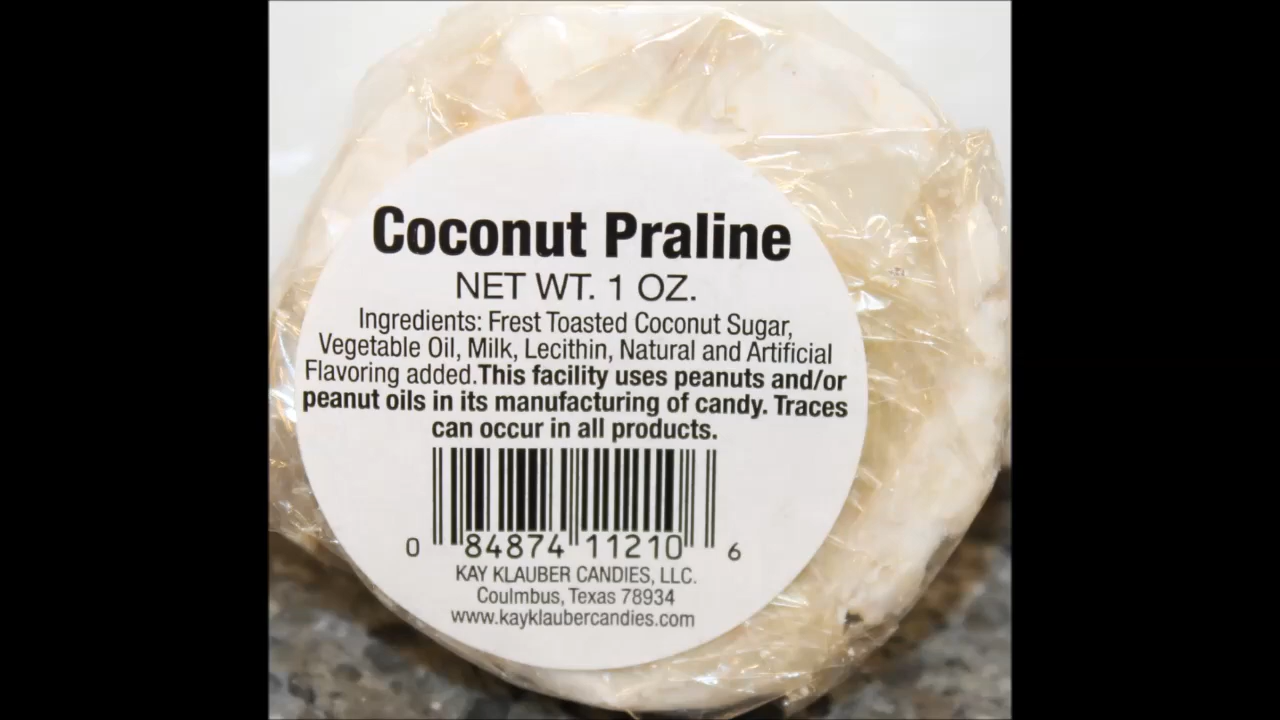 Coconut Praline
NET WT. 1 OZ.
Ingredients: Frest Toasted Coconut Sugar,
Vegetable Oil, Milk, Lecithin, Natural and Artificial
Flavoring added.This facility uses peanuts and/or
peanut oils in its manufacturing of candy. Traces
can occur in all products.
0 84874 11210 6
KAY KLAUBER CANDIES, LLC.
Coulmbus, Texas 78934
www.kayklaubercandies.com